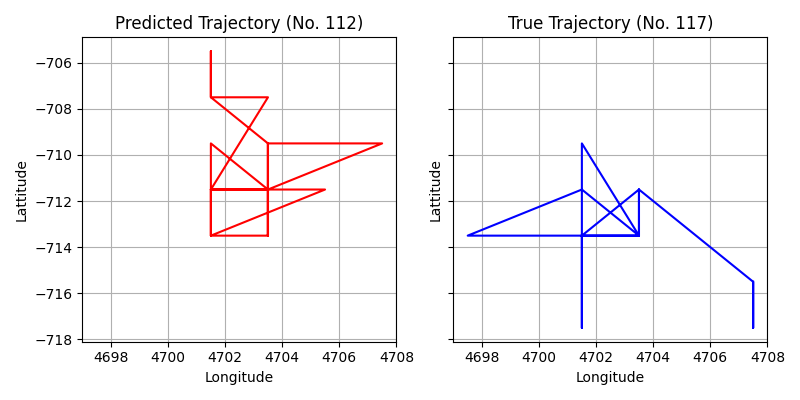 Predicted Trajectory (No. 112)
True Trajectory (No. 117)
−706
−708
−710
−712
−714
−716
−718
Lattitude
Lattitude
4698 4700 4702 4704 4706 4708
4698 4700 4702 4704 4706 4708
Longitude
Longitude